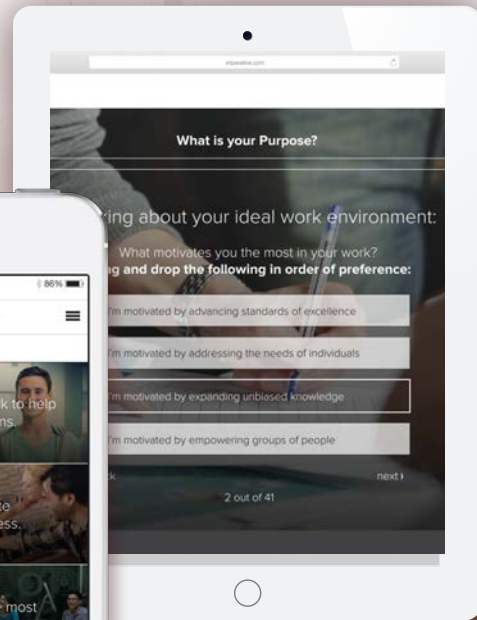 What is your Purpose?
ing about your ideal work environment:
What motivates you the most in your work?
g and drop the following in order of preference:
I'm motivated by advancing standards of excellence
I'm motivated by addressing the needs of individuals
I'm motivated by expanding unbiased knowledge
I'm motivated by empowering groups of people
next
2 out of 41
86%
k to help
ns.
te
ess.
most